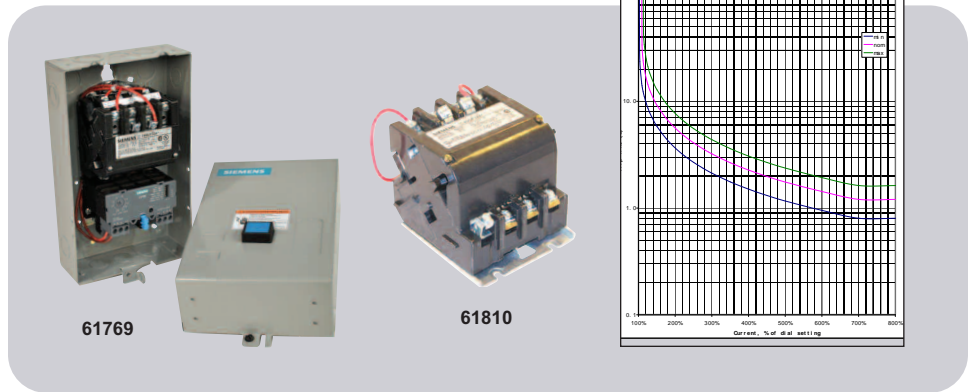 min
nom
max
10.0
1.0
0.1
100% 200% 300% 400% 500% 600% 700% 800%
Current, % of dial setting
SIEMENS
SIEMENS
61769
61810